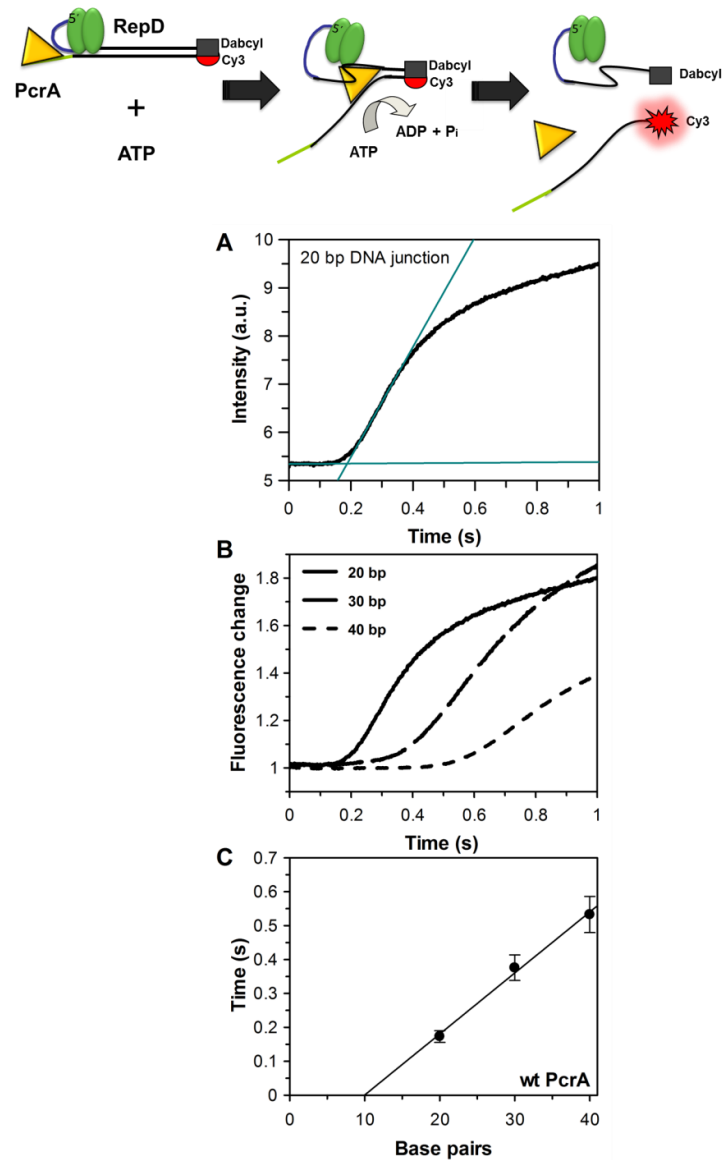 5'
RepD
Dabcyl
Cy3
PcrA
+
ATP
Dabcyl
Cy3
ATP
ADP + Pi
5'
Dabcyl
Cy3
A
20 bp DNA junction
Intensity (a.u.)
10
9
8
7
6
5
0 0.2 0.4 0.6 0.8 1
Time (s)
B
20 bp
30 bp
40 bp
Fluorescence change
1.8
1.6
1.4
1.2
1
0 0.2 0.4 0.6 0.8 1
Time (s)
C
Time (s)
0.7
0.6
0.5
0.4
0.3
0.2
0.1
0
wt PcrA
0 10 20 30 40
Base pairs